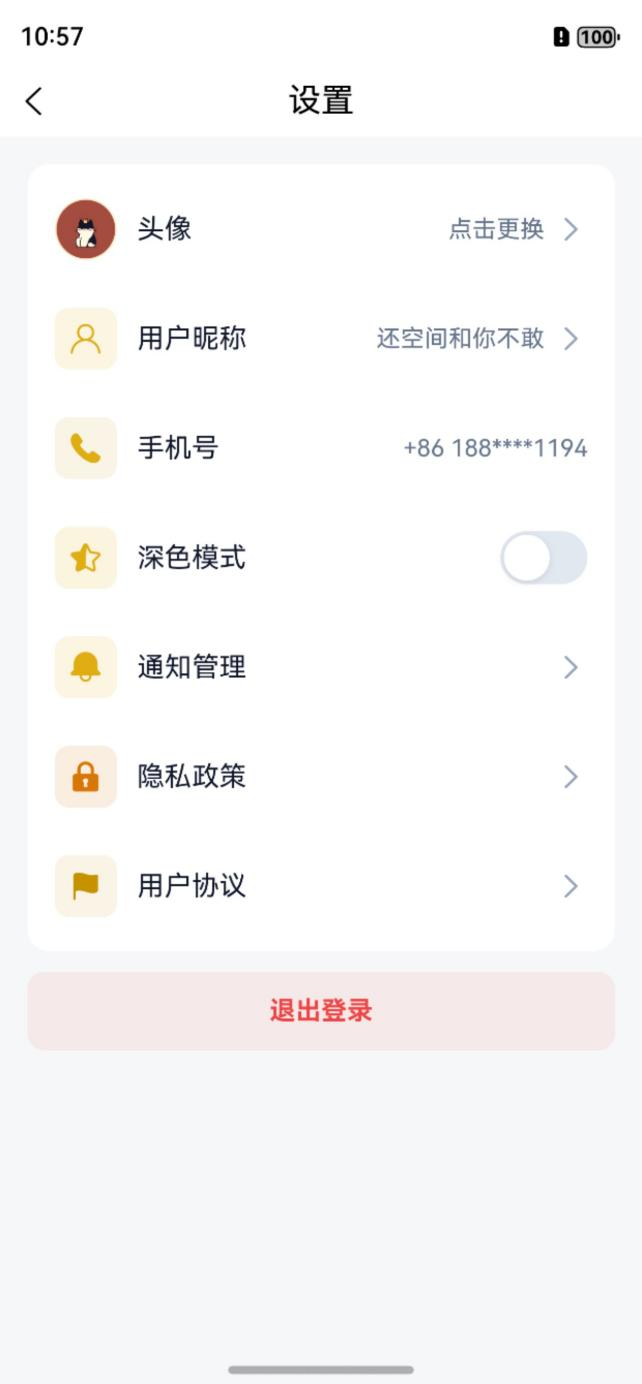 10:57
100
设置
头像
点击更换
用户昵称
还空间和你不敢
手机号
+86 188****1194
深色模式
通知管理
隐私政策
用户协议
退出登录